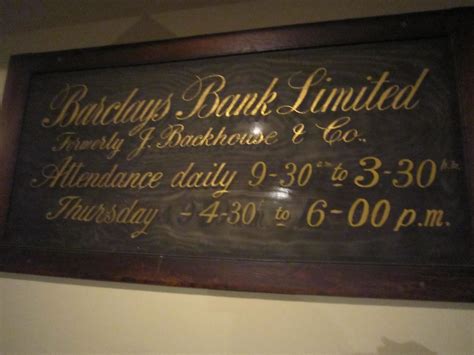 Barclays Bank Limited
Formerly J. Backhouse & Co..
Attendance daily 9-30 a.m. to 3-30 p.m.
Thursday - 4-30 to 6-00 p.m.